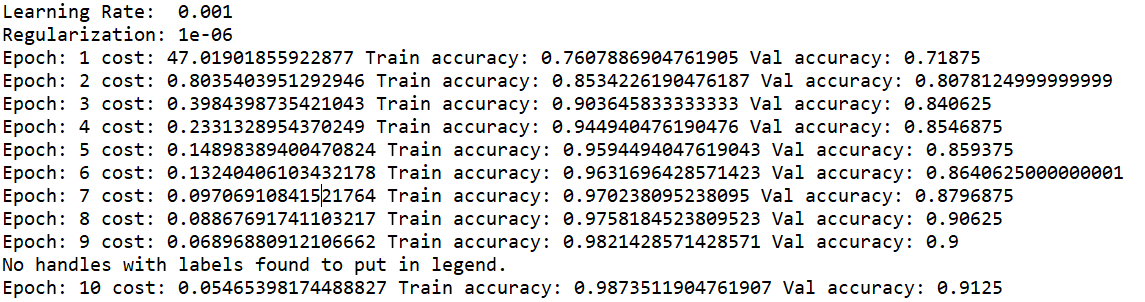 Learning Rate:  0.001
Regularization: 1e-06
Epoch: 1 cost: 47.01901855922877 Train accuracy: 0.7607886904761905 Val accuracy: 0.71875
Epoch: 2 cost: 0.8035403951292946 Train accuracy: 0.8534226190476187 Val accuracy: 0.8078124999999999
Epoch: 3 cost: 0.3984398735421043 Train accuracy: 0.903645833333333 Val accuracy: 0.840625
Epoch: 4 cost: 0.2331328954370249 Train accuracy: 0.944940476190476 Val accuracy: 0.8546875
Epoch: 5 cost: 0.14898389400470824 Train accuracy: 0.9594494047619043 Val accuracy: 0.859375
Epoch: 6 cost: 0.13240406103432178 Train accuracy: 0.9631696428571423 Val accuracy: 0.8640625000000001
Epoch: 7 cost: 0.09706910841521764 Train accuracy: 0.970238095238095 Val accuracy: 0.8796875
Epoch: 8 cost: 0.08867691741103217 Train accuracy: 0.9758184523809523 Val accuracy: 0.90625
Epoch: 9 cost: 0.06896880912106662 Train accuracy: 0.9821428571428571 Val accuracy: 0.9
No handles with labels found to put in legend.
Epoch: 10 cost: 0.05465398174488827 Train accuracy: 0.9873511904761907 Val accuracy: 0.9125